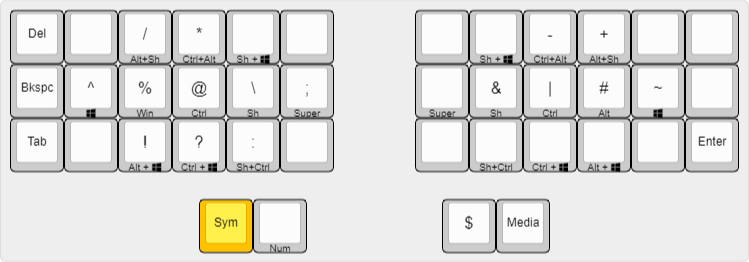 Del / * - +
Alt+Sh Ctrl+Alt Sh + Sh + Ctrl+Alt Alt+Sh
Bkspc ^ % @ \ ; & | # ~
Win Ctrl Sh Super Super Sh Ctrl Alt
Tab ! ? : Enter
Alt + Ctrl + Sh+Ctrl Sh+Ctrl Ctrl + Alt +
Sym $ Media
Num